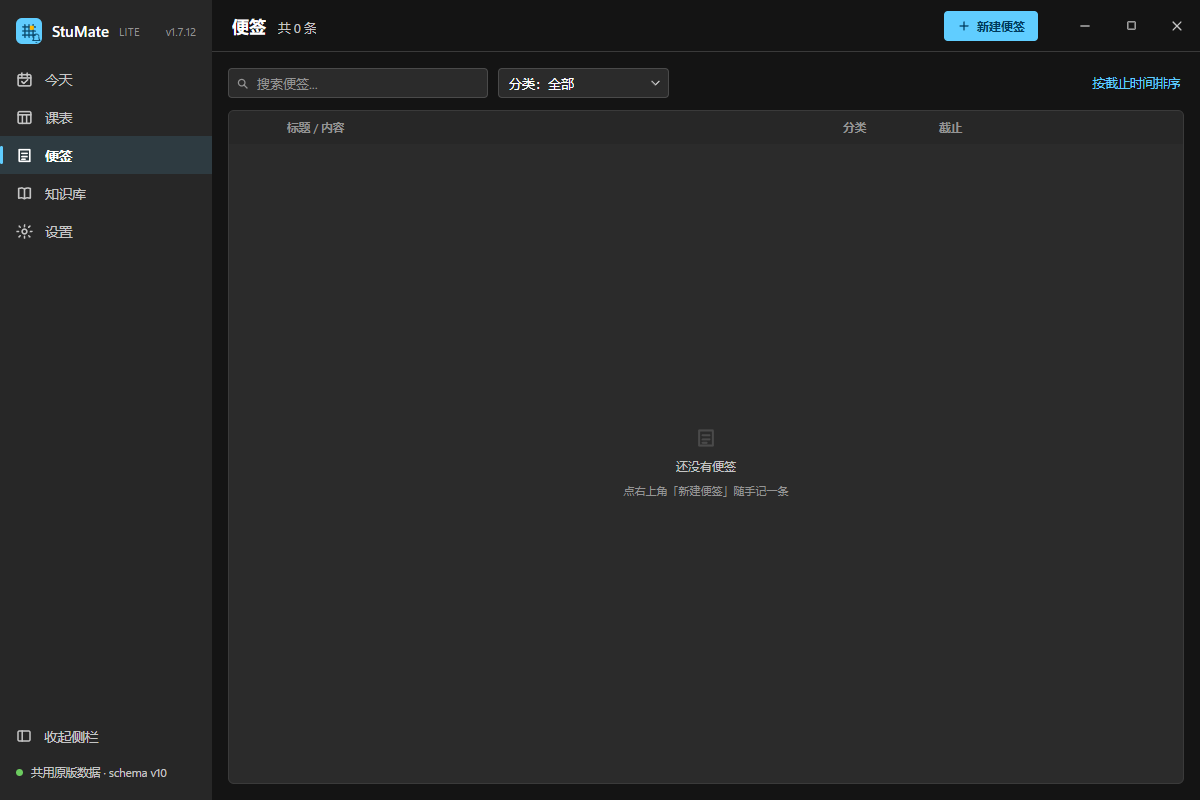 StuMate LITE v1.7.12
今天
课表
便签
知识库
设置
收起侧栏
共用原版数据 · schema v10
便签 共 0 条
新建便签
搜索便签...
分类：全部
按截止时间排序
标题 / 内容 分类 截止
还没有便签
点右上角「新建便签」随手记一条